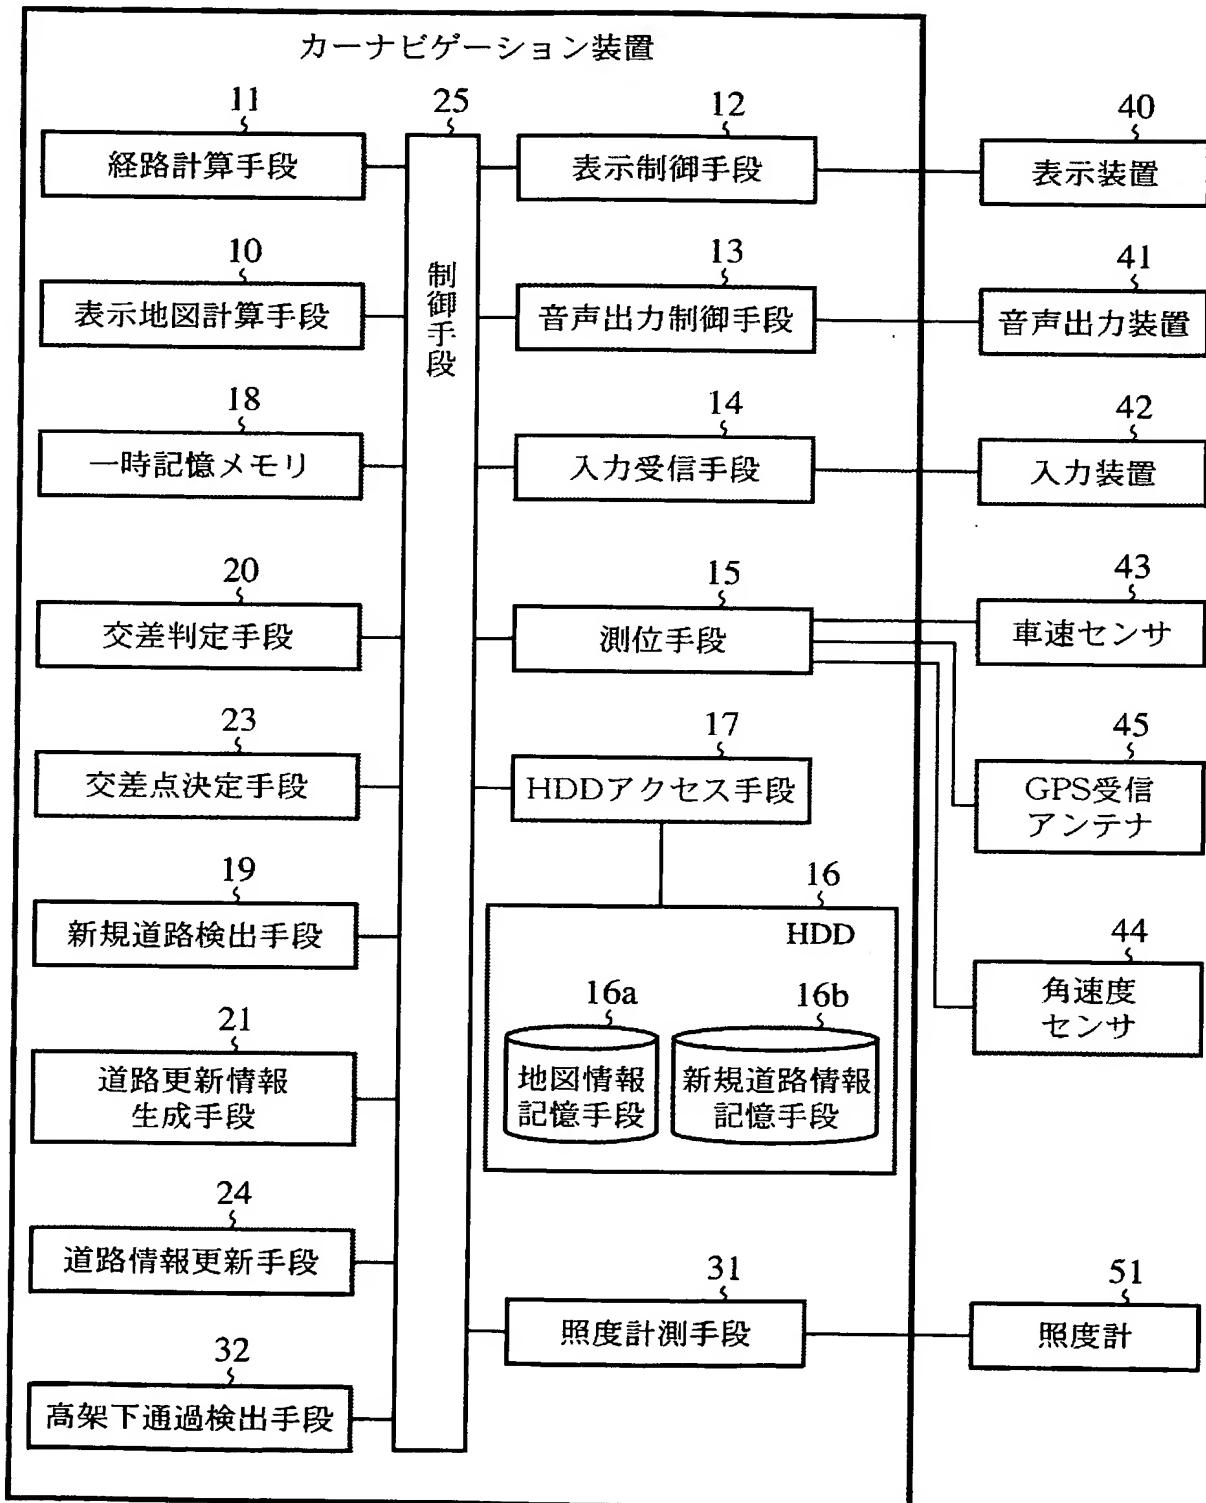 カーナビゲーション装置
11
25
12
40
経路計算手段
表示制御手段
表示装置
制御手段
10
13
41
表示地図計算手段
音声出力制御手段
音声出力装置
18
14
42
一時記憶メモリ
入力受信手段
入力装置
20
15
43
交差判定手段
測位手段
車速センサ
23
17
45
交差点決定手段
HDDアクセス手段
GPS受信
アンテナ
19
16
44
新規道路検出手段
HDD
角速度
センサ
16a
16b
地図情報
記憶手段
新規道路情報
記憶手段
21
道路更新情報
生成手段
24
道路情報更新手段
31
51
照度計測手段
照度計
32
高架下通過検出手段